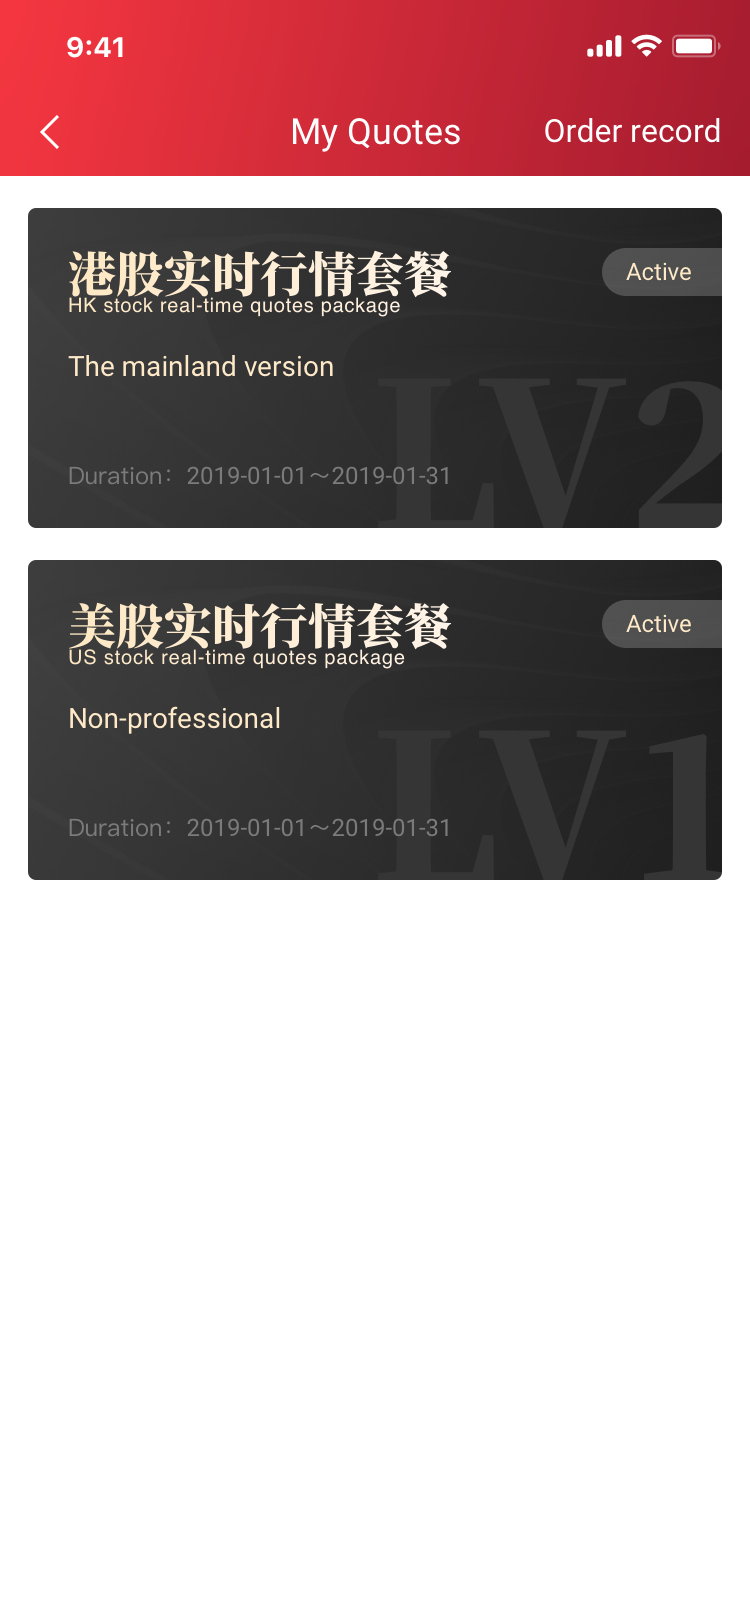 9:41
My Quotes
Order record
港股实时行情套餐
Active
HK stock real-time quotes package
The mainland version
LV2
Duration：2019-01-01～2019-01-31
美股实时行情套餐
Active
US stock real-time quotes package
Non-professional
LV1
Duration：2019-01-01～2019-01-31